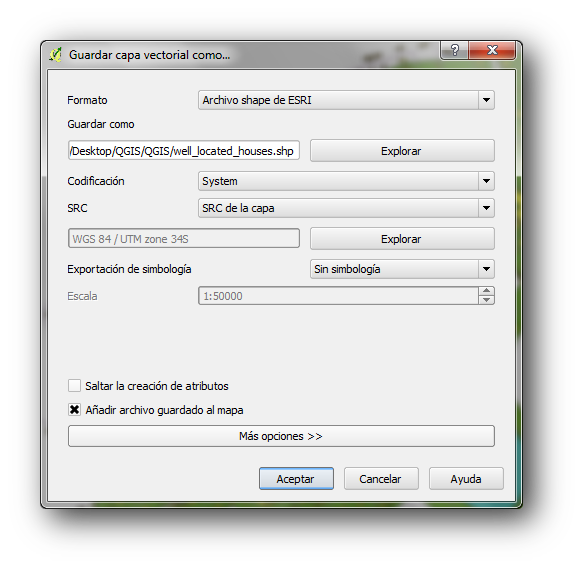 Guardar capa vectorial como...
Formato
Archivo shape de ESRI
Guardar como
/Desktop/QGIS/QGIS/well_located_houses.shp
Explorar
Codificación
System
SRC
SRC de la capa
WGS 84 / UTM zone 34S
Explorar
Exportación de simbología
Sin simbología
Escala
1:50000
Saltar la creación de atributos
Añadir archivo guardado al mapa
Más opciones >>
Aceptar
Cancelar
Ayuda